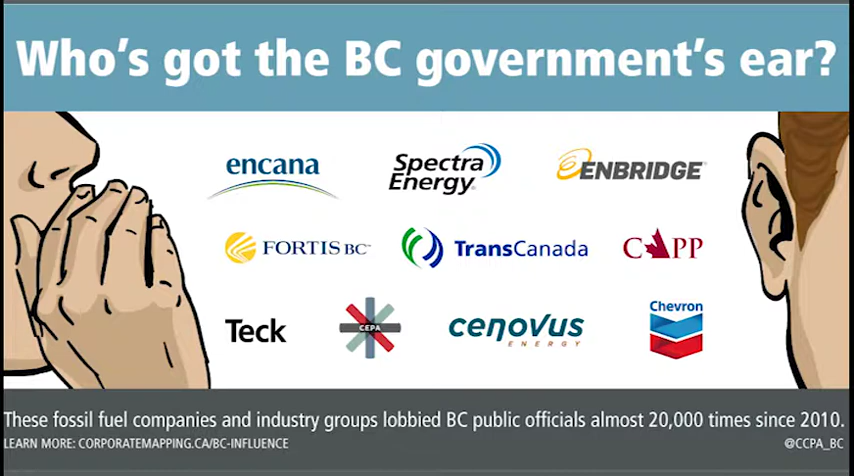 Who's got the BC government's ear?
encana
Spectra Energy
ENBRIDGE
FORTIS BC
TransCanada
CAPP
Teck
CEPA
cenovus
ENERGY
Chevron
These fossil fuel companies and industry groups lobbied BC public officials almost 20,000 times since 2010.
LEARN MORE: CORPORATEMAPPING.CA/BC-INFLUENCE
@CCPA_BC